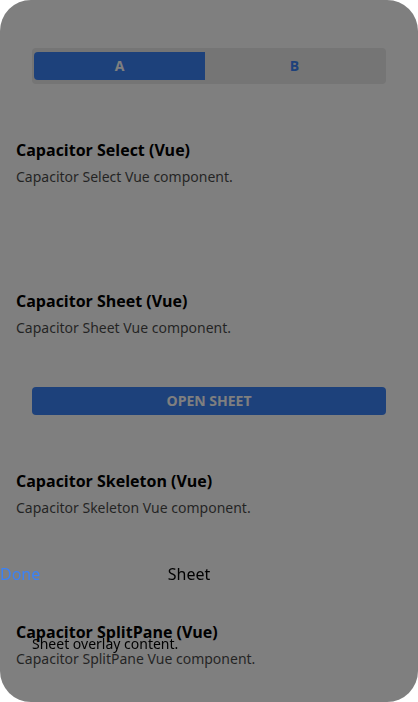 A
B
Capacitor Select (Vue)
Capacitor Select Vue component.
Capacitor Sheet (Vue)
Capacitor Sheet Vue component.
OPEN SHEET
Capacitor Skeleton (Vue)
Capacitor Skeleton Vue component.
Done
Sheet
Capacitor SplitPane (Vue)
Sheet overlay content.
Capacitor SplitPane Vue component.